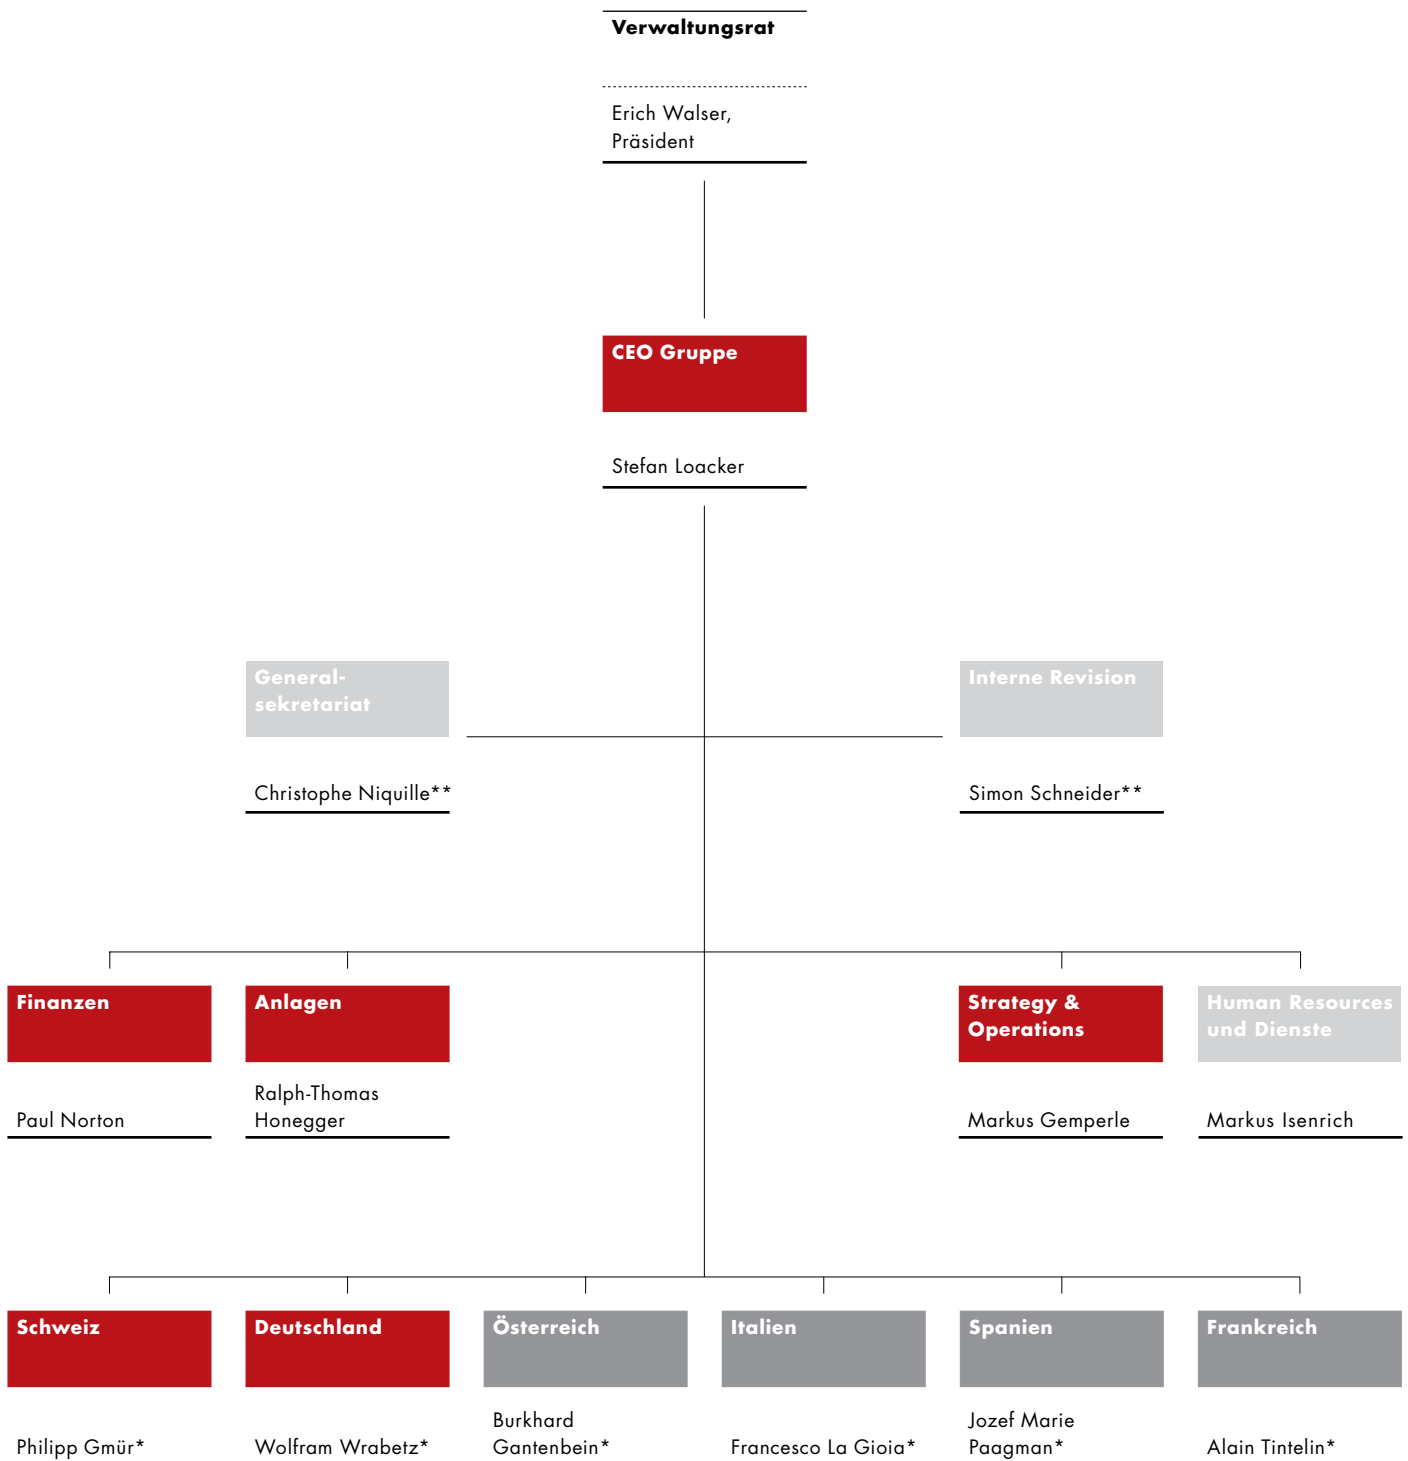 Verwaltungsrat
Erich Walser,
Präsident
CEO Gruppe
Stefan Loacker
General-
sekretariat
Christophe Niquille**
Interne Revision
Simon Schneider**
Finanzen
Paul Norton
Anlagen
Ralph-Thomas
Honegger
Strategy &
Operations
Markus Gemperle
Human Resources
und Dienste
Markus Isenrich
Schweiz
Philipp Gmür*
Deutschland
Wolfram Wrabetz*
Österreich
Burkhard
Gantenbein*
Italien
Francesco La Gioia*
Spanien
Jozef Marie
Paagman*
Frankreich
Alain Tintelin*